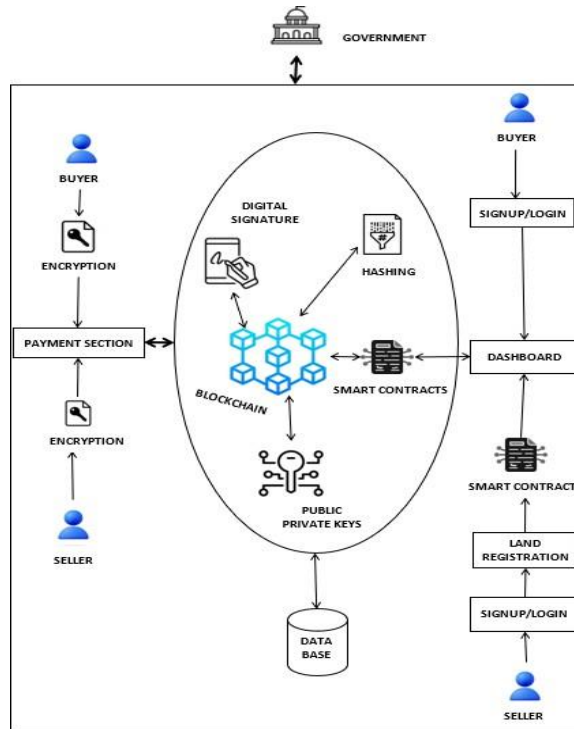 GOVERNMENT
BUYER
BUYER
DIGITAL
SIGNATURE
SIGNUP/LOGIN
#
HASHING
ENCRYPTION
PAYMENT SECTION
DASHBOARD
SMART CONTRACTS
BLOCKCHAIN
ENCRYPTION
SMART CONTRACT
PUBLIC
PRIVATE KEYS
LAND
REGISTRATION
SELLER
SIGNUP/LOGIN
DATA
BASE
SELLER